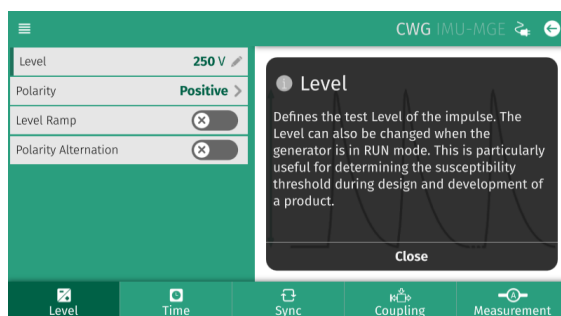 CWG IMU-MGE
Level 250 V
Polarity Positive
Level Ramp
Polarity Alternation
Level
Defines the test Level of the impulse. The
Level can also be changed when the
generator is in RUN mode. This is particularly
useful for determining the susceptibility
threshold during design and development of
a product.
Close
Level Time Sync Coupling Measurement